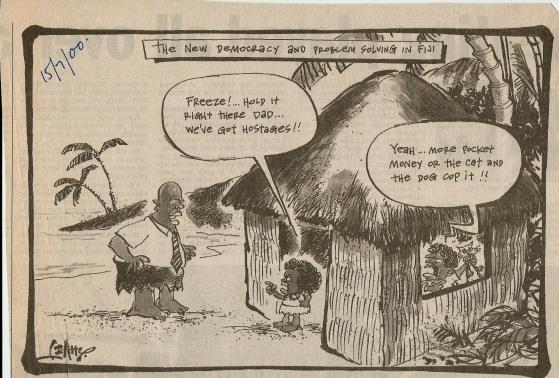 15/7/00.
THE NEW DEMOCRACY AND PROBLEM SOLVING IN FIJI
FREEZE!... HOLD IT
RIGHT THERE DAD...
WE'VE GOT HOSTAGES!!
YEAH... MORE POCKET
MONEY OR THE CAT AND
THE DOG COP IT!!